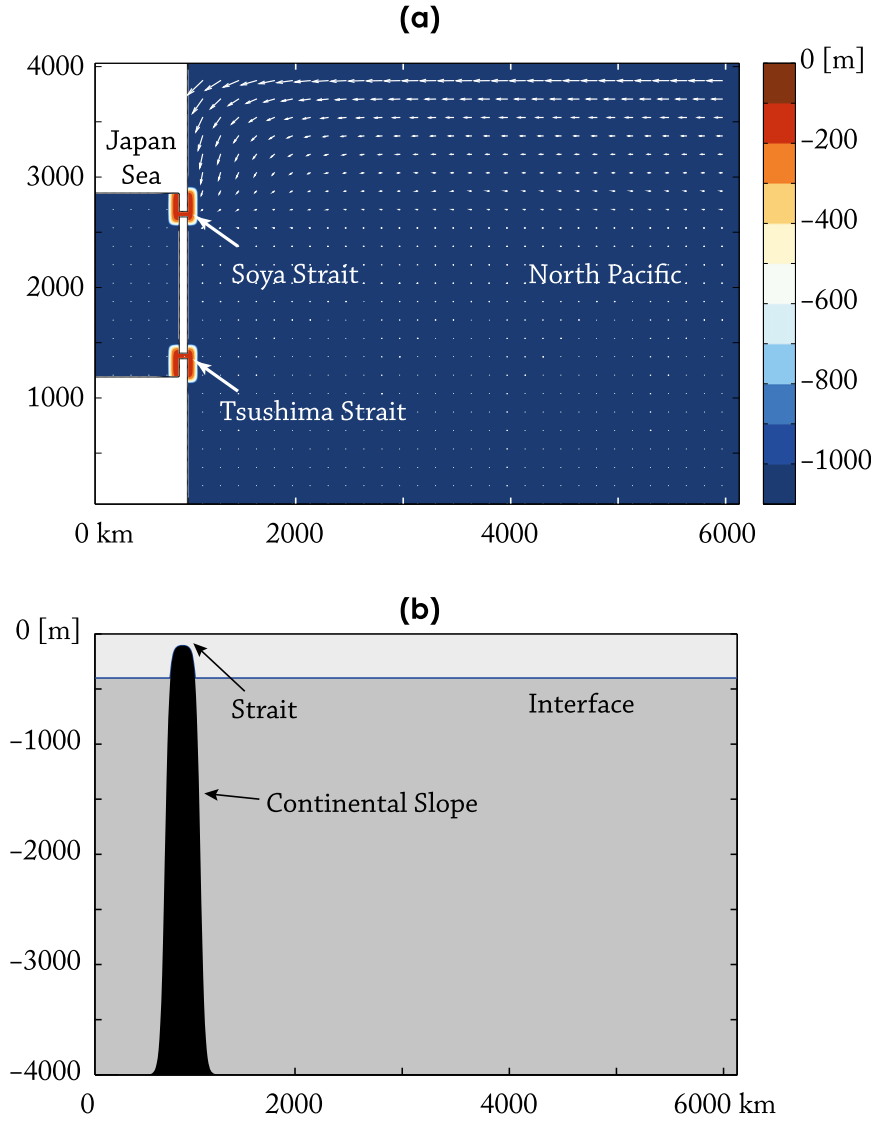 (a)
4000
3000
2000
1000
Japan
Sea
Soya Strait
North Pacific
Tsushima Strait
0 km
2000
4000
6000
0 [m]
–200
–400
–600
–800
–1000
(b)
0 [m]
–1000
–2000
–3000
–4000
Strait
Interface
Continental Slope
0
2000
4000
6000 km